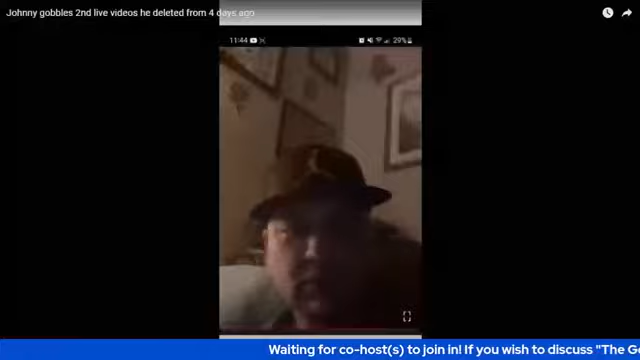 Johnny gobbles 2nd live videos he deleted from 4 days ago
11:44
29%
Waiting for co-host(s) to join in! If you wish to discuss "The G